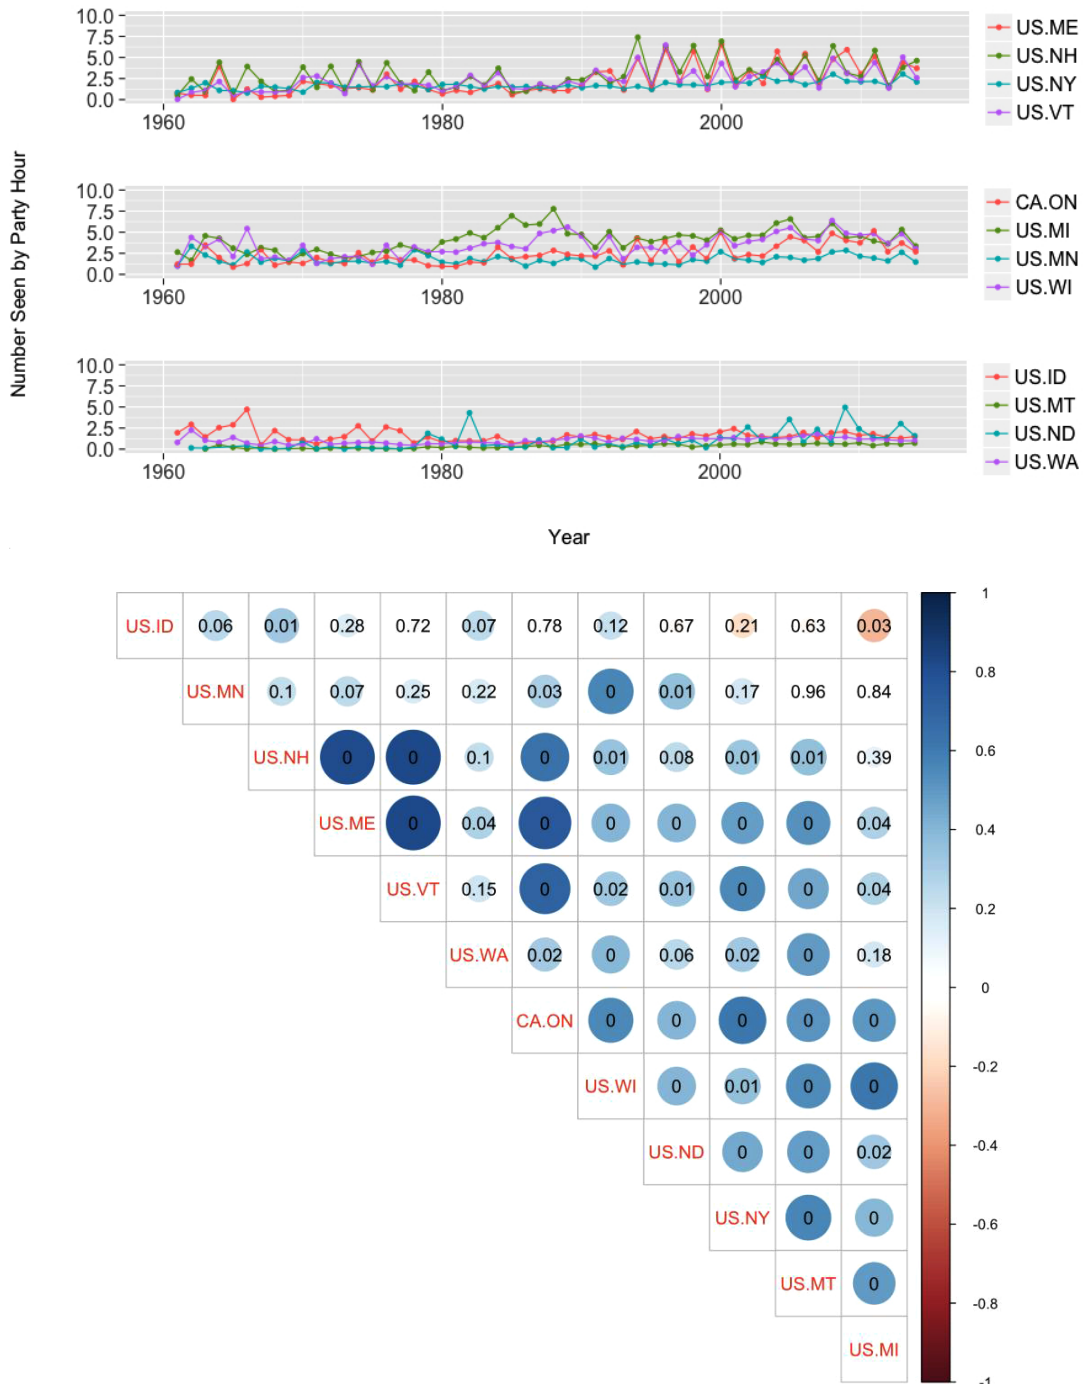 Number Seen by Party Hour
10.0
7.5
5.0
2.5
0.0
1960 1980 2000
US.ME
US.NH
US.NY
US.VT
10.0
7.5
5.0
2.5
0.0
1960 1980 2000
CA.ON
US.MI
US.MN
US.WI
10.0
7.5
5.0
2.5
0.0
1960 1980 2000
US.ID
US.MT
US.ND
US.WA
Year
US.ID 0.06 0.01 0.28 0.72 0.07 0.78 0.12 0.67 0.21 0.63 0.03
US.MN 0.1 0.07 0.25 0.22 0.03 0 0.01 0.17 0.96 0.84
US.NH 0 0 0.1 0 0.01 0.08 0.01 0.01 0.39
US.ME 0 0.04 0 0 0 0 0 0.04
US.VT 0.15 0 0.02 0.01 0 0 0.04
US.WA 0.02 0 0.06 0.02 0 0.18
CA.ON 0 0 0 0 0
US.WI 0 0.01 0 0
US.ND 0 0 0.02
US.NY 0 0
US.MT 0
US.MI
1
0.8
0.6
0.4
0.2
0
-0.2
-0.4
-0.6
-0.8
-1